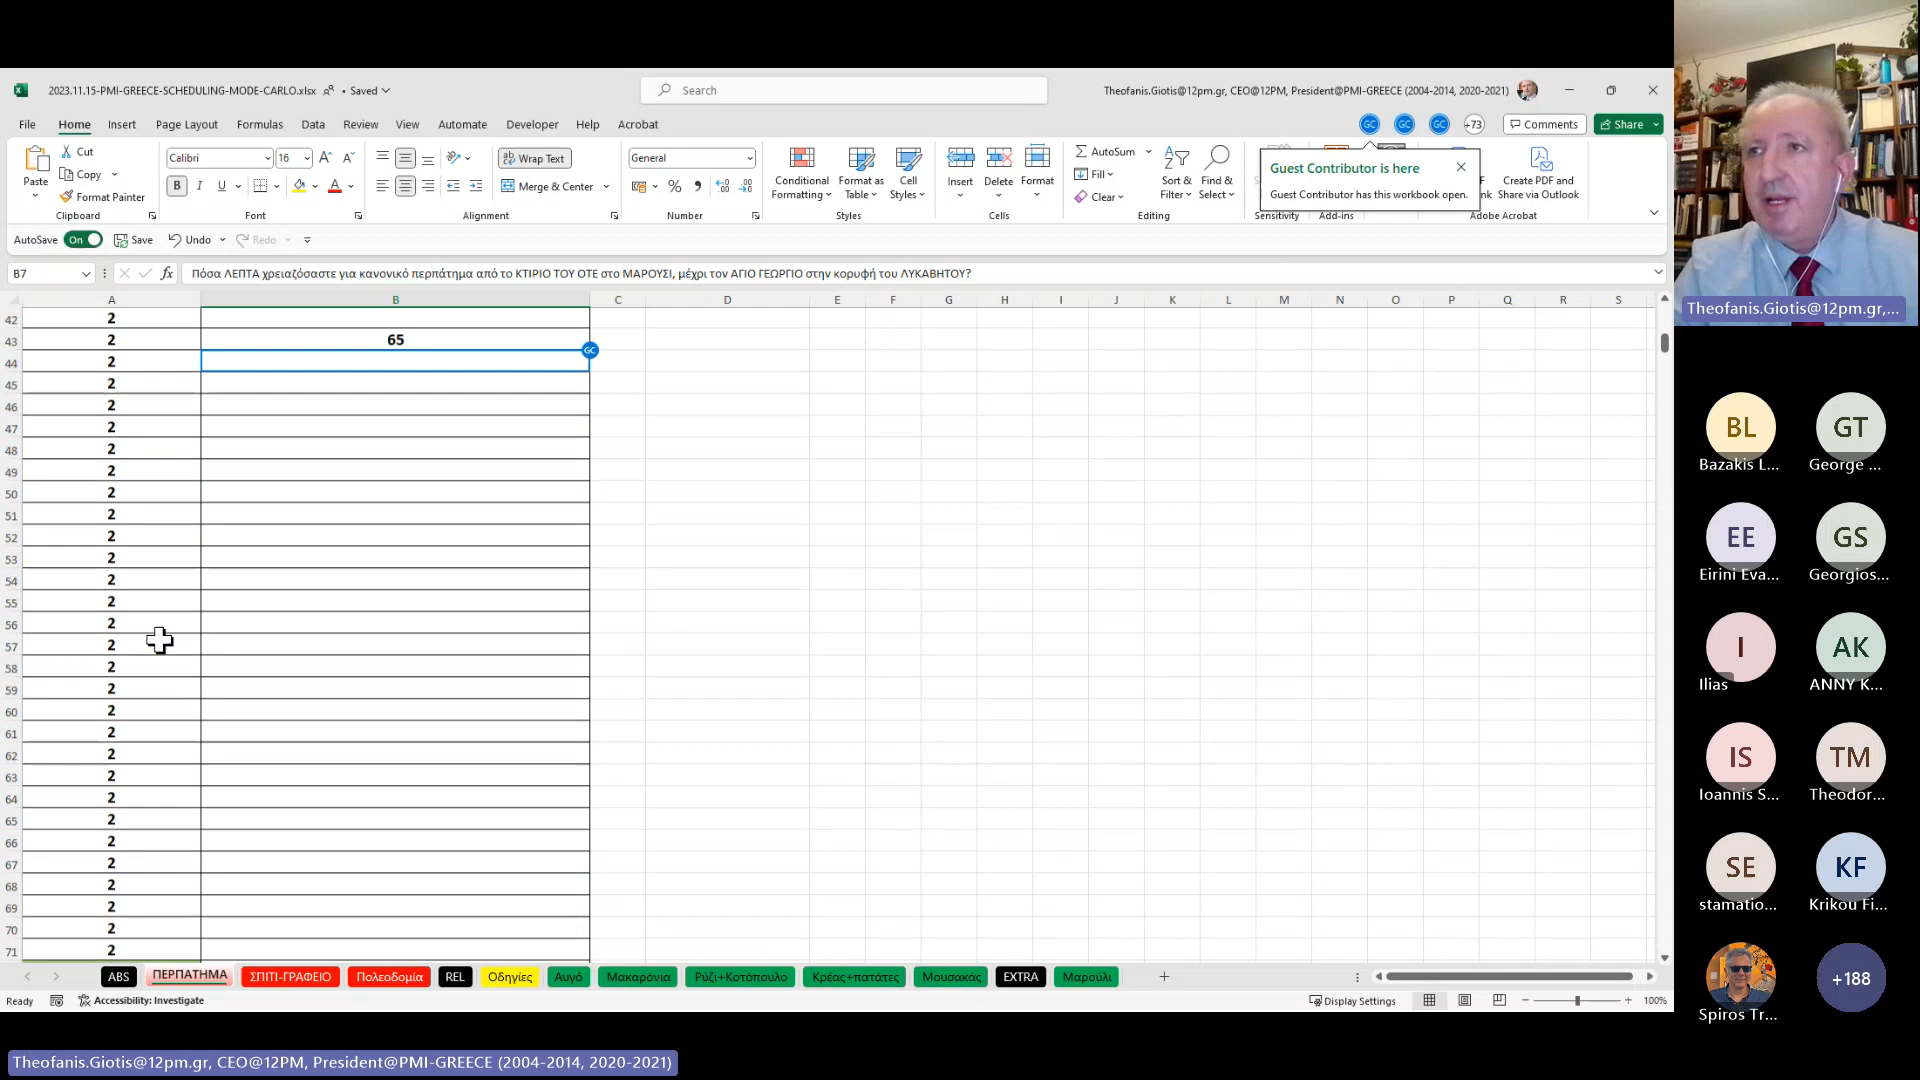 2023.11.15-PMI-GREECE-SCHEDULING-MODE-CARLO.xlsx • Saved
Search
Theofanis.Giotis@12pm.gr, CEO@12PM, President@PMI-GREECE (2004-2014, 2020-2021)
File Home Insert Page Layout Formulas Data Review View Automate Developer Help Acrobat
GC GC GC +73 Comments Share
Paste Cut Copy Format Painter Clipboard
Calibri 16 B I U Font
Wrap Text Merge & Center Alignment
General Number
Conditional Formatting Format as Table Cell Styles Styles
Insert Delete Format Cells
AutoSum Fill Clear Sort & Filter Find & Select Editing
Sensitivity Add-ins
Guest Contributor is here
Guest Contributor has this workbook open.
Create PDF and Share via Outlook
Adobe Acrobat
AutoSave On Save Undo Redo
B7 fx Πόσα ΛΕΠΤΑ χρειαζόσαστε για κανονικό περπάτημα από το ΚΤΙΡΙΟ ΤΟΥ ΟΤΕ στο ΜΑΡΟΥΣΙ, μέχρι τον ΑΓΙΟ ΓΕΩΡΓΙΟ στην κορυφή του ΛΥΚΑΒΗΤΟΥ?
A B C D E F G H I J K L M N O P Q R S
42 2
43 2 65
44 2 GC
45 2
46 2
47 2
48 2
49 2
50 2
51 2
52 2
53 2
54 2
55 2
56 2
57 2
58 2
59 2
60 2
61 2
62 2
63 2
64 2
65 2
66 2
67 2
68 2
69 2
70 2
71 2
ABS ΠΕΡΠΑΤΗΜΑ ΣΠΙΤΙ-ΓΡΑΦΕΙΟ Πολεοδομία REL Οδηγίες Αυγό Μακαρόνια Ρύζι+Κοτόπουλο Κρέας+πατάτες Μουσακάς EXTRA Μαρούλι
Ready Accessibility: Investigate Display Settings 100%
Theofanis.Giotis@12pm.gr, CEO@12PM, President@PMI-GREECE (2004-2014, 2020-2021)
Theofanis.Giotis@12pm.gr,...
BL GT
Bazakis L... George ...
EE GS
Eirini Eva... Georgios...
I AK
Ilias ANNY K...
IS TM
Ioannis S... Theodor...
SE KF
stamatio... Krikou Fi...
+188
Spiros Tr...